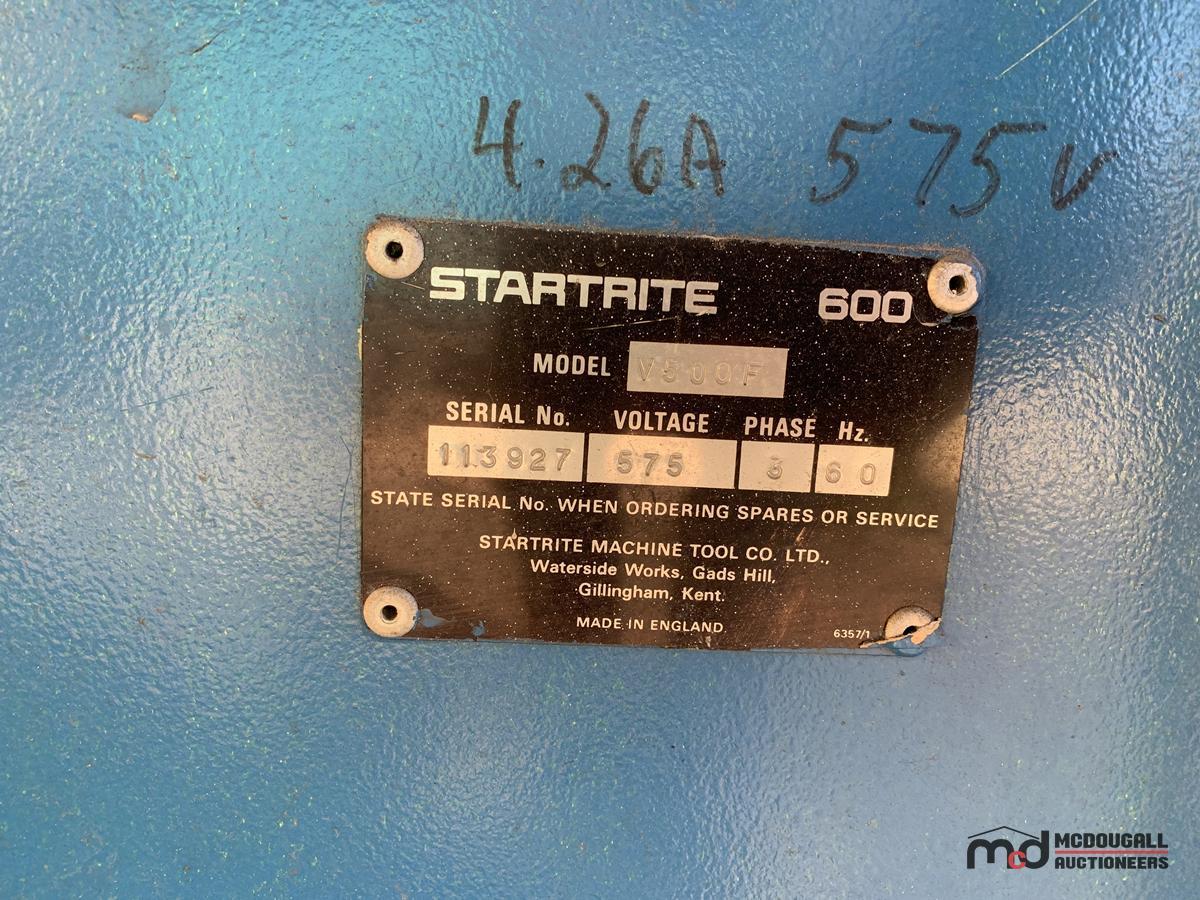 4.26A 575V
STARTRITE 600
MODEL V500F
SERIAL No. VOLTAGE PHASE Hz.
113927 575 3 60
STATE SERIAL No. WHEN ORDERING SPARES OR SERVICE
STARTRITE MACHINE TOOL CO. LTD.,
Waterside Works, Gads Hill,
Gillingham, Kent.
MADE IN ENGLAND
6357/1
mcd MCDOUGALL
AUCTIONEERS